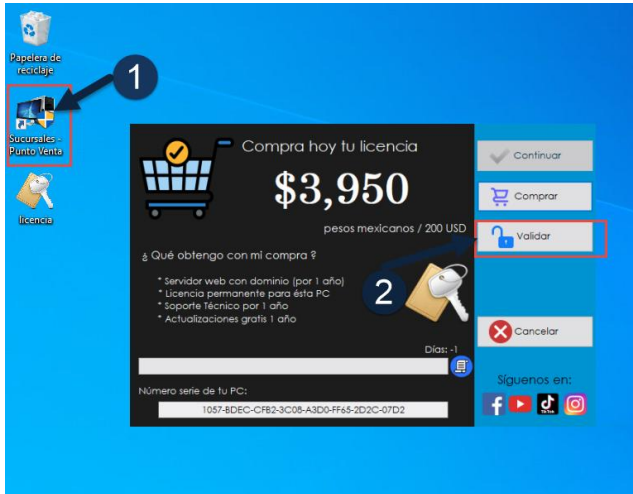 Papelera de
reciclaje
1
Sucursales -
Punto Venta
licencia
Compra hoy tu licencia
$3,950
pesos mexicanos / 200 USD
¿ Qué obtengo con mi compra ?
* Servidor web con dominio (por 1 año)
* Licencia permanente para ésta PC
* Soporte Técnico por 1 año
* Actualizaciones gratis 1 año
2
Días: -1
Número serie de tu PC:
1057-BDEC-CFB2-3C08-A3D0-FF65-2D2C-07D2
Continuar
Comprar
Validar
Cancelar
Síguenos en:
TikTok